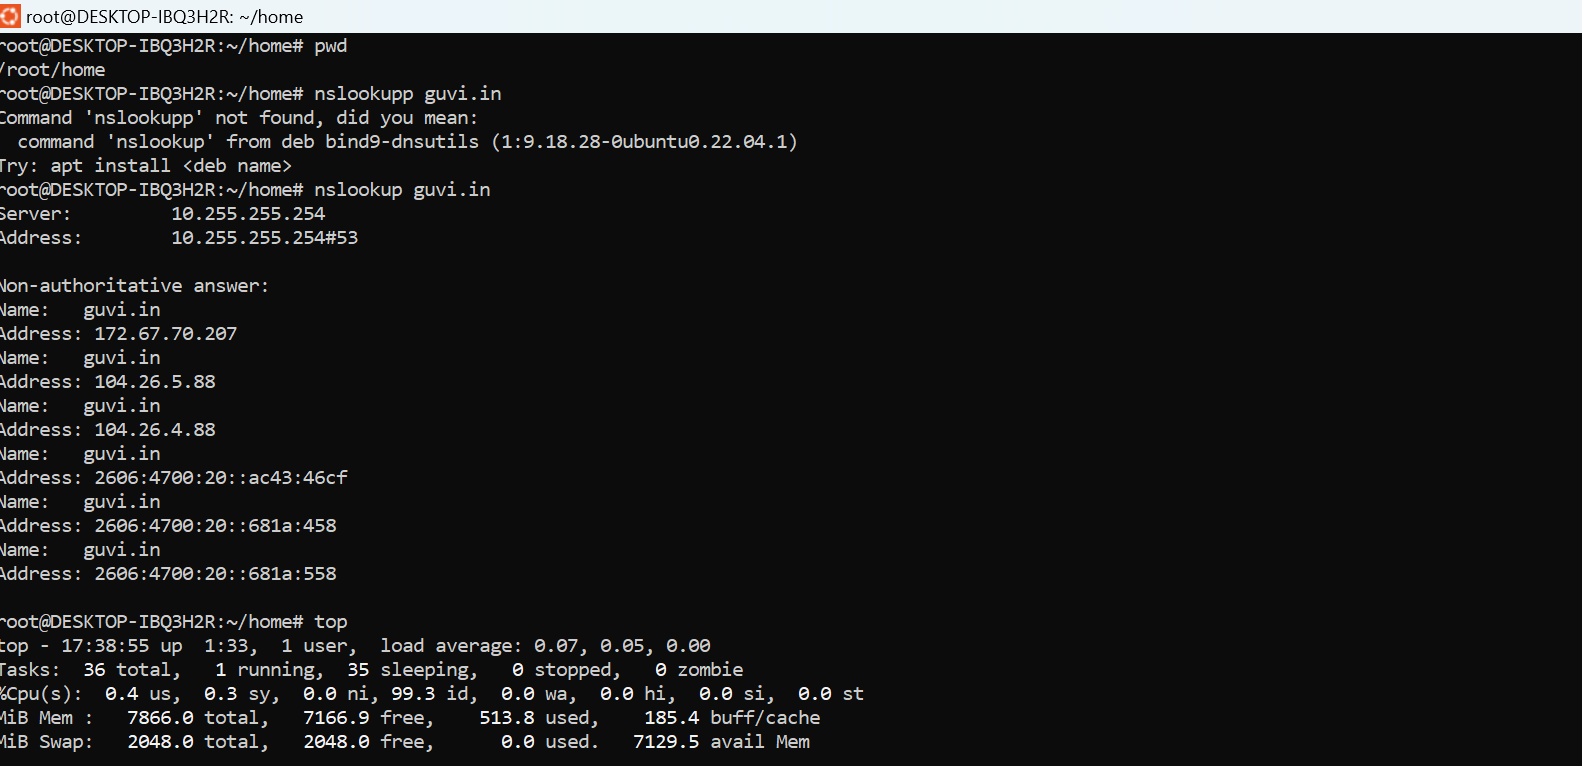 root@DESKTOP-IBQ3H2R: ~/home
root@DESKTOP-IBQ3H2R:~/home# pwd
/root/home
root@DESKTOP-IBQ3H2R:~/home# nslookupp guvi.in
Command 'nslookupp' not found, did you mean:
  command 'nslookup' from deb bind9-dnsutils (1:9.18.28-0ubuntu0.22.04.1)
Try: apt install <deb name>
root@DESKTOP-IBQ3H2R:~/home# nslookup guvi.in
Server:         10.255.255.254
Address:        10.255.255.254#53

Non-authoritative answer:
Name:   guvi.in
Address: 172.67.70.207
Name:   guvi.in
Address: 104.26.5.88
Name:   guvi.in
Address: 104.26.4.88
Name:   guvi.in
Address: 2606:4700:20::ac43:46cf
Name:   guvi.in
Address: 2606:4700:20::681a:458
Name:   guvi.in
Address: 2606:4700:20::681a:558

root@DESKTOP-IBQ3H2R:~/home# top
top - 17:38:55 up  1:33,  1 user,  load average: 0.07, 0.05, 0.00
Tasks:  36 total,   1 running,  35 sleeping,   0 stopped,   0 zombie
%Cpu(s):  0.4 us,  0.3 sy,  0.0 ni, 99.3 id,  0.0 wa,  0.0 hi,  0.0 si,  0.0 st
MiB Mem :   7866.0 total,   7166.9 free,    513.8 used,    185.4 buff/cache
MiB Swap:   2048.0 total,   2048.0 free,      0.0 used.   7129.5 avail Mem